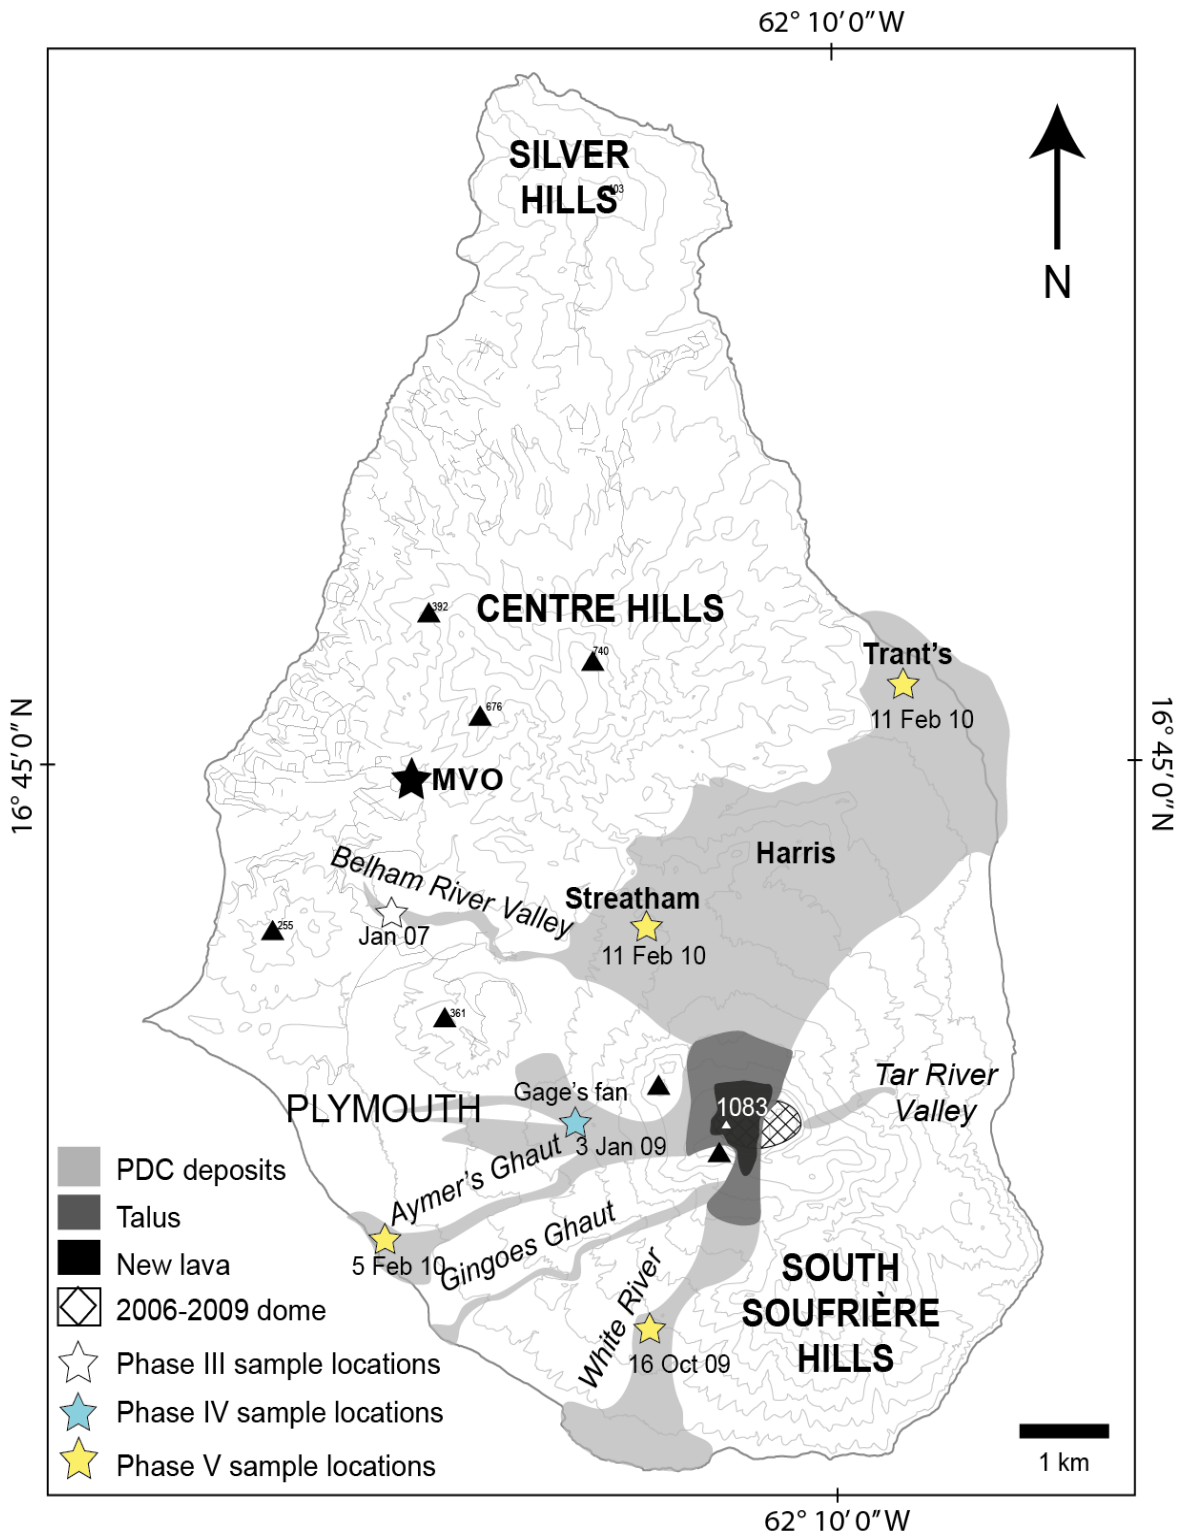 62° 10' 0" W
SILVER
HILLS
403
N
392
CENTRE HILLS
740
Trant's
11 Feb 10
676
16° 45' 0" N
16° 45' 0" N
MVO
Harris
Belham River Valley
Streatham
11 Feb 10
Jan 07
255
361
Tar River
Valley
Gage's fan
PLYMOUTH
1083
3 Jan 09
Aymer's Ghaut
5 Feb 10
Gingoes Ghaut
White River
16 Oct 09
SOUTH
SOUFRIÈRE
HILLS
PDC deposits
Talus
New lava
2006-2009 dome
Phase III sample locations
Phase IV sample locations
Phase V sample locations
1 km
62° 10' 0" W